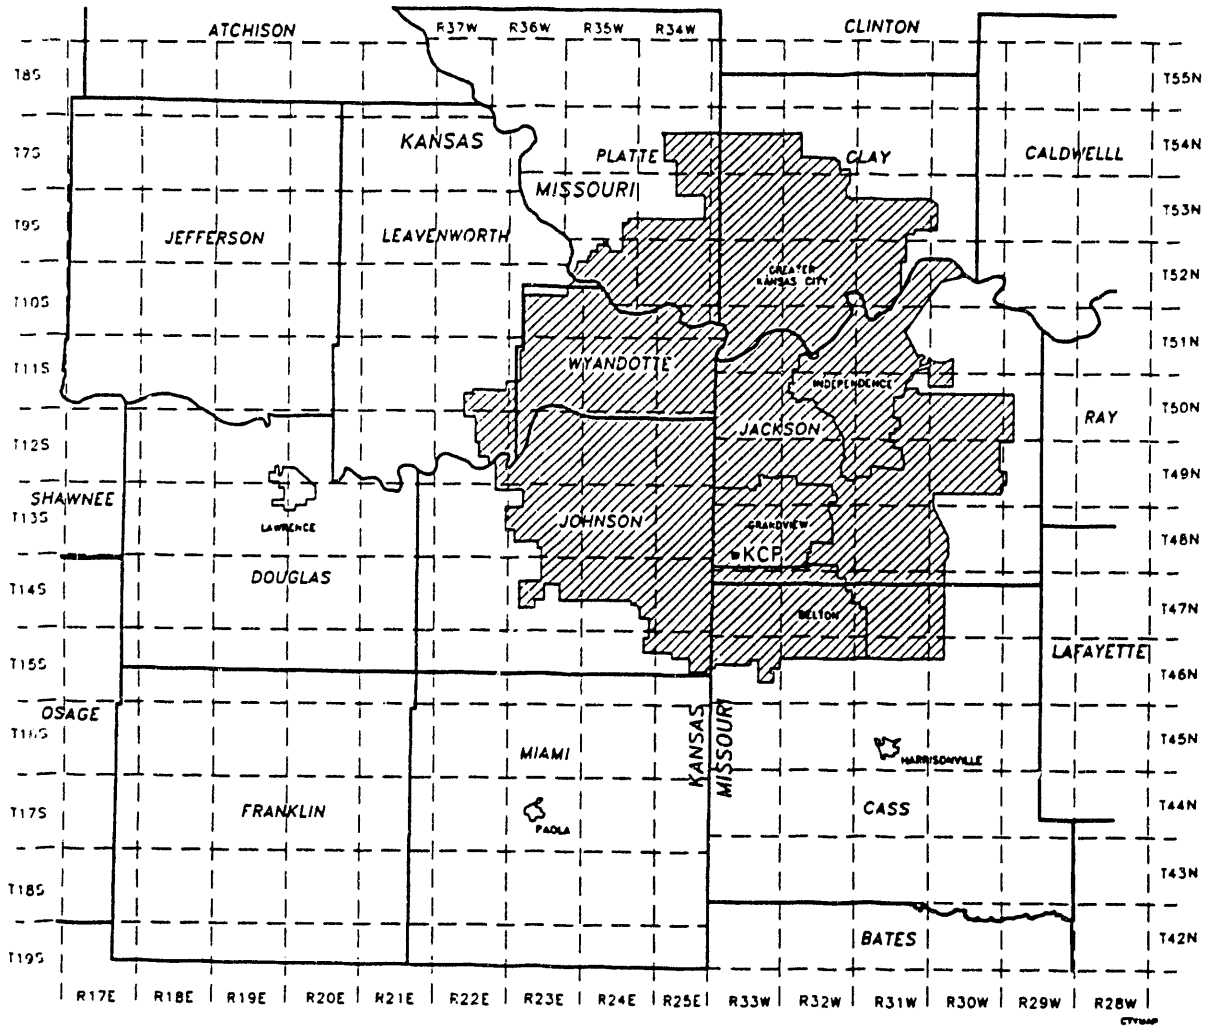 ATCHISON
R37W R36W R35W R34W
CLINTON
T8S
T55N
KANSAS
T7S
PLATTE
CLAY
CALDWELLL
T54N
MISSOURI
T9S
JEFFERSON
LEAVENWORTH
T53N
GREATER
KANSAS CITY
T52N
T10S
T51N
T11S
WYANDOTTE
INDEPENDENCE
T50N
JACKSON
RAY
T12S
T49N
SHAWNEE
T13S
LAWRENCE
JOHNSON
GRANDVIEW
T48N
KCP
DOUGLAS
T14S
BELTON
T47N
T15S
LAFAYETTE
T46N
OSAGE
T16S
KANSAS
MISSOURI
MIAMI
T45N
HARRISONVILLE
T17S
FRANKLIN
PAOLA
CASS
T44N
T18S
T43N
BATES
T42N
T19S
R17E R18E R19E R20E R21E R22E R23E R24E R25E R33W R32W R31W R30W R29W R28W
CTYMAP